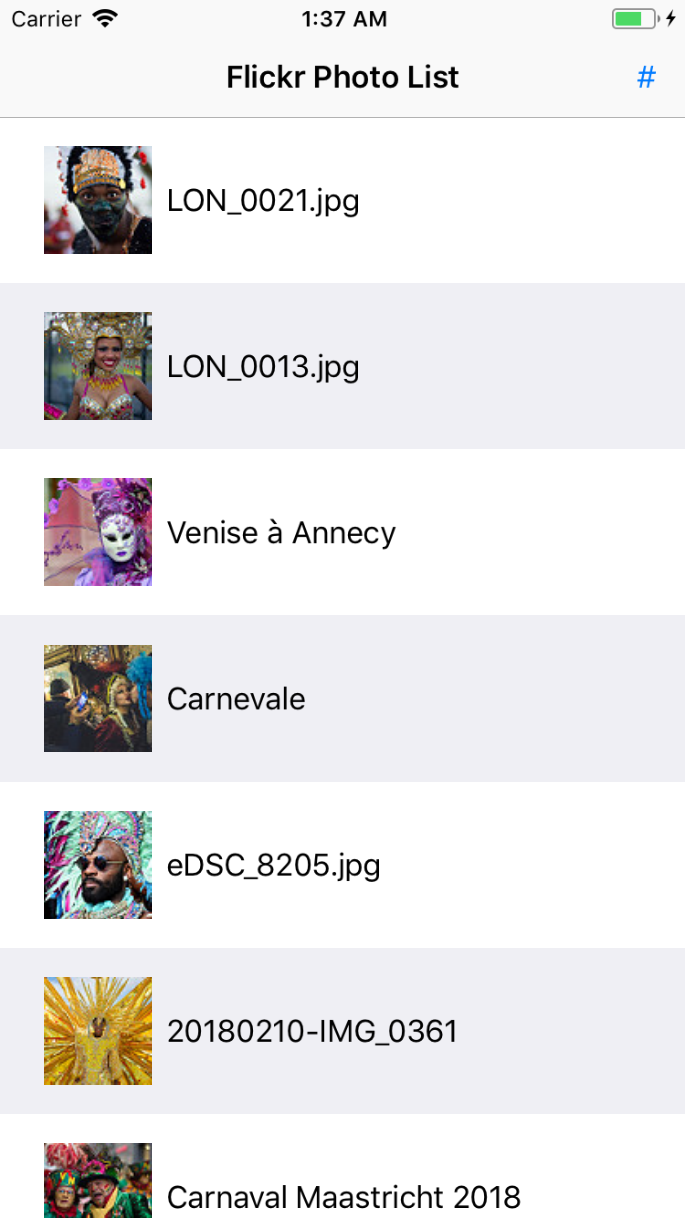 Carrier 1:37 AM
Flickr Photo List #
LON_0021.jpg
LON_0013.jpg
Venise à Annecy
Carnevale
eDSC_8205.jpg
20180210-IMG_0361
Carnaval Maastricht 2018